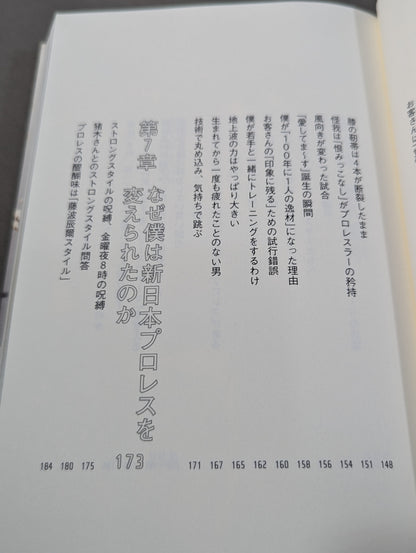 お客さん
膝の靭帯は4本が断裂したまま 148
怪我は「恨みっこなし」がプロレスラーの矜持 151
風向きが変わった試合 154
「愛してま〜す」誕生の瞬間 156
僕が「100年に1人の逸材」になった理由 158
お客さんの「印象に残る」ための試行錯誤 160
僕が若手と一緒にトレーニングをするわけ 162
地上波の力はやっぱり大きい 165
生まれてから一度も疲れたことのない男 167
技術で丸め込み、気持ちで跳ぶ 171
第7章 なぜ僕は新日本プロレスを
変えられたのか 173
ストロングスタイルの呪縛、金曜夜8時の呪縛 175
猪木さんとのストロングスタイル問答 180
プロレスの醍醐味は「藤波辰爾スタイル」 184